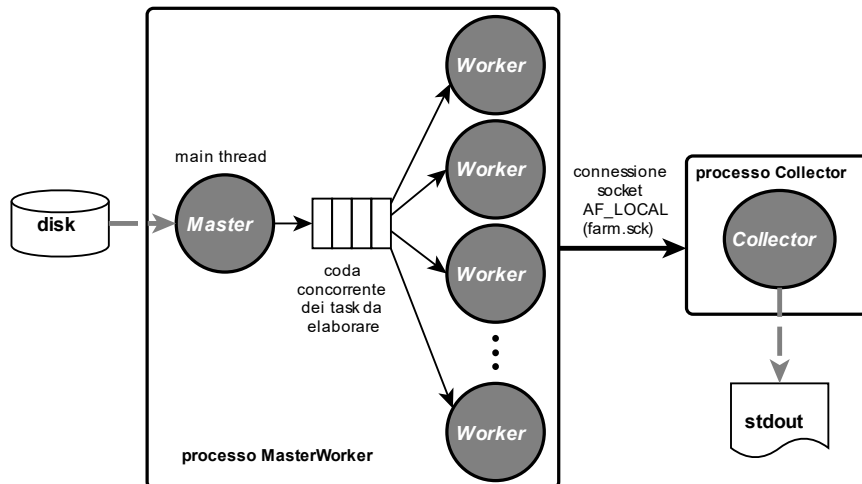 disk
main thread
Master
coda
concorrente
dei task da
elaborare
Worker
Worker
Worker
Worker
processo MasterWorker
connessione
socket
AF_LOCAL
(farm.sck)
processo Collector
Collector
stdout